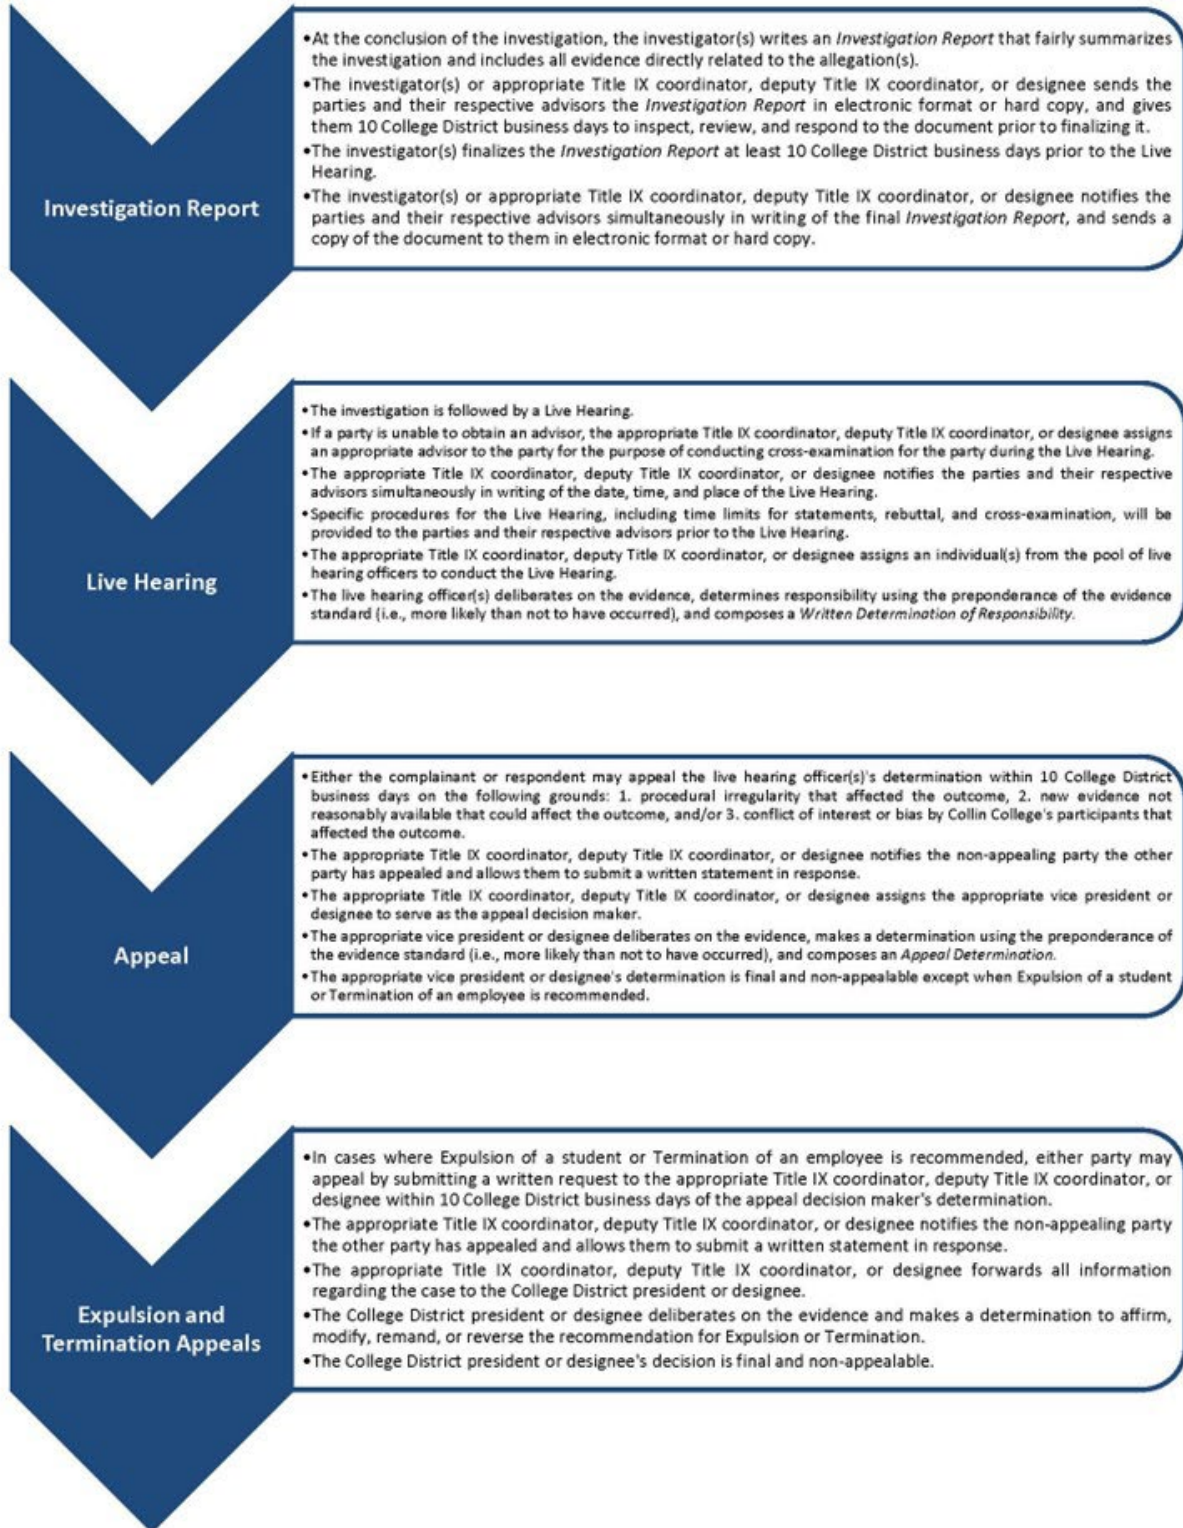 Investigation Report
•At the conclusion of the investigation, the investigator(s) writes an Investigation Report that fairly summarizes
the investigation and includes all evidence directly related to the allegation(s).
•The investigator(s) or appropriate Title IX coordinator, deputy Title IX coordinator, or designee sends the
parties and their respective advisors the Investigation Report in electronic format or hard copy, and gives
them 10 College District business days to inspect, review, and respond to the document prior to finalizing it.
•The investigator(s) finalizes the Investigation Report at least 10 College District business days prior to the Live
Hearing.
•The investigator(s) or appropriate Title IX coordinator, deputy Title IX coordinator, or designee notifies the
parties and their respective advisors simultaneously in writing of the final Investigation Report, and sends a
copy of the document to them in electronic format or hard copy.
Live Hearing
•The investigation is followed by a Live Hearing.
•If a party is unable to obtain an advisor, the appropriate Title IX coordinator, deputy Title IX coordinator, or designee assigns
an appropriate advisor to the party for the purpose of conducting cross-examination for the party during the Live Hearing.
•The appropriate Title IX coordinator, deputy Title IX coordinator, or designee notifies the parties and their respective
advisors simultaneously in writing of the date, time, and place of the Live Hearing.
•Specific procedures for the Live Hearing, including time limits for statements, rebuttal, and cross-examination, will be
provided to the parties and their respective advisors prior to the Live Hearing.
•The appropriate Title IX coordinator, deputy Title IX coordinator, or designee assigns an individual(s) from the pool of live
hearing officers to conduct the Live Hearing.
•The live hearing officer(s) deliberates on the evidence, determines responsibility using the preponderance of the evidence
standard (i.e., more likely than not to have occurred), and composes a Written Determination of Responsibility.
Appeal
•Either the complainant or respondent may appeal the live hearing officer(s)'s determination within 10 College District
business days on the following grounds: 1. procedural irregularity that affected the outcome, 2. new evidence not
reasonably available that could affect the outcome, and/or 3. conflict of interest or bias by Collin College's participants that
affected the outcome.
•The appropriate Title IX coordinator, deputy Title IX coordinator, or designee notifies the non-appealing party the other
party has appealed and allows them to submit a written statement in response.
•The appropriate Title IX coordinator, deputy Title IX coordinator, or designee assigns the appropriate vice president or
designee to serve as the appeal decision maker.
•The appropriate vice president or designee deliberates on the evidence, makes a determination using the preponderance of
the evidence standard (i.e., more likely than not to have occurred), and composes an Appeal Determination.
•The appropriate vice president or designee's determination is final and non-appealable except when Expulsion of a student
or Termination of an employee is recommended.
Expulsion and
Termination Appeals
•In cases where Expulsion of a student or Termination of an employee is recommended, either party may
appeal by submitting a written request to the appropriate Title IX coordinator, deputy Title IX coordinator, or
designee within 10 College District business days of the appeal decision maker's determination.
•The appropriate Title IX coordinator, deputy Title IX coordinator, or designee notifies the non-appealing party
the other party has appealed and allows them to submit a written statement in response.
•The appropriate Title IX coordinator, deputy Title IX coordinator, or designee forwards all information
regarding the case to the College District president or designee.
•The College District president or designee deliberates on the evidence and makes a determination to affirm,
modify, remand, or reverse the recommendation for Expulsion or Termination.
•The College District president or designee's decision is final and non-appealable.